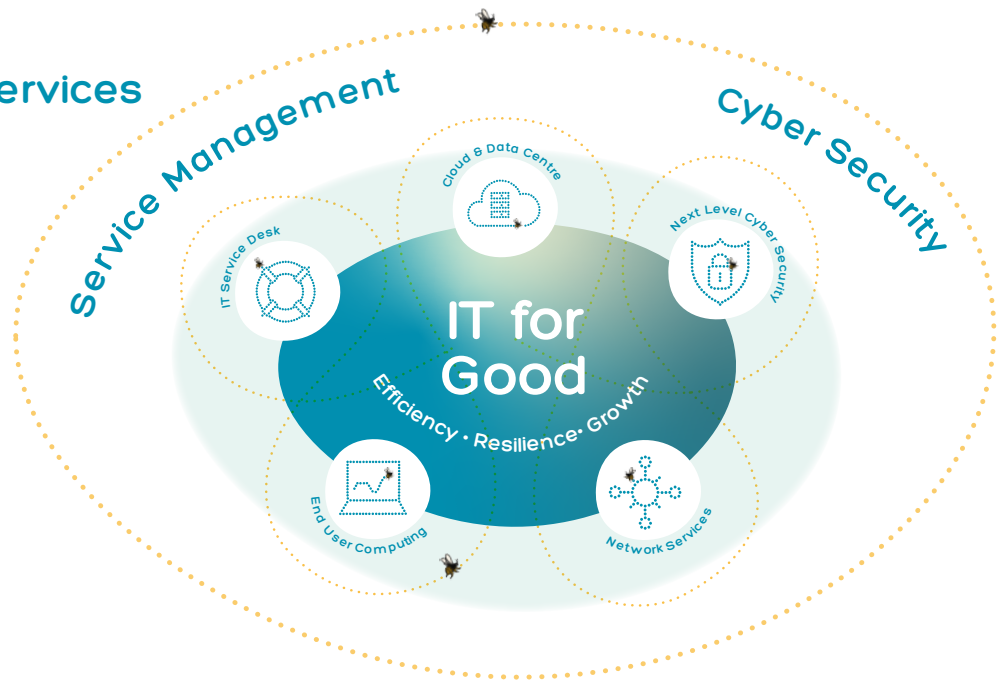 ervices
Service Management
Cyber Security
Cloud & Data Centre
IT Service Desk
Next Level Cyber Security
IT for
Good
Efficiency • Resilience • Growth
End User Computing
Network Services